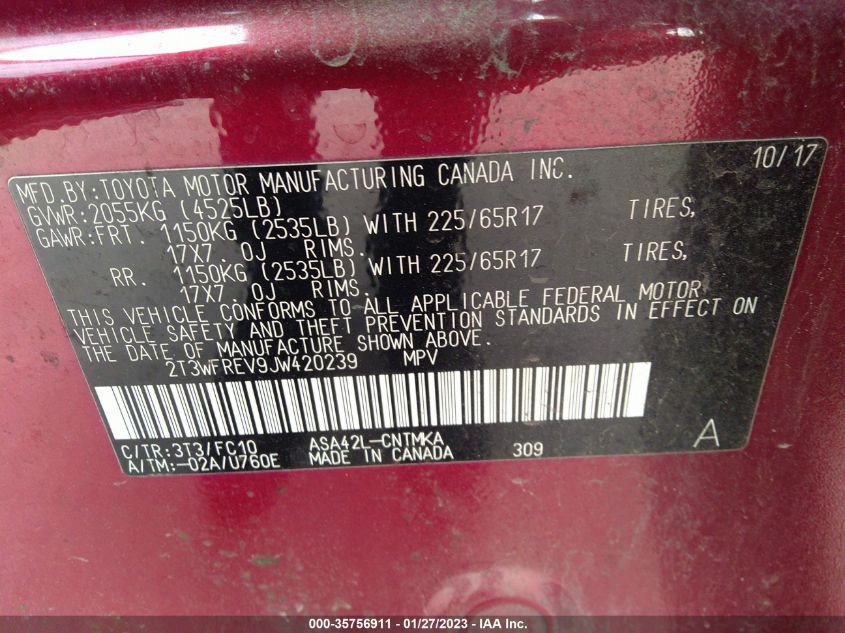 MFD.BY:TOYOTA MOTOR MANUFACTURING CANADA INC. 10/17
GVWR:2055KG (4525LB)
GAWR:FRT. 1150KG (2535LB) WITH 225/65R17 TIRES,
17X7.0J RIMS.
RR. 1150KG (2535LB) WITH 225/65R17 TIRES,
17X7.0J RIMS.
THIS VEHICLE CONFORMS TO ALL APPLICABLE FEDERAL MOTOR
VEHICLE SAFETY AND THEFT PREVENTION STANDARDS IN EFFECT ON
THE DATE OF MANUFACTURE SHOWN ABOVE.
2T3WFREV9JW420239 MPV
C/TR:3T3/FC10 ASA42L-CNTMKA A
A/TM:-02A/U760E MADE IN CANADA 309
000-35756911 - 01/27/2023 - IAA Inc.